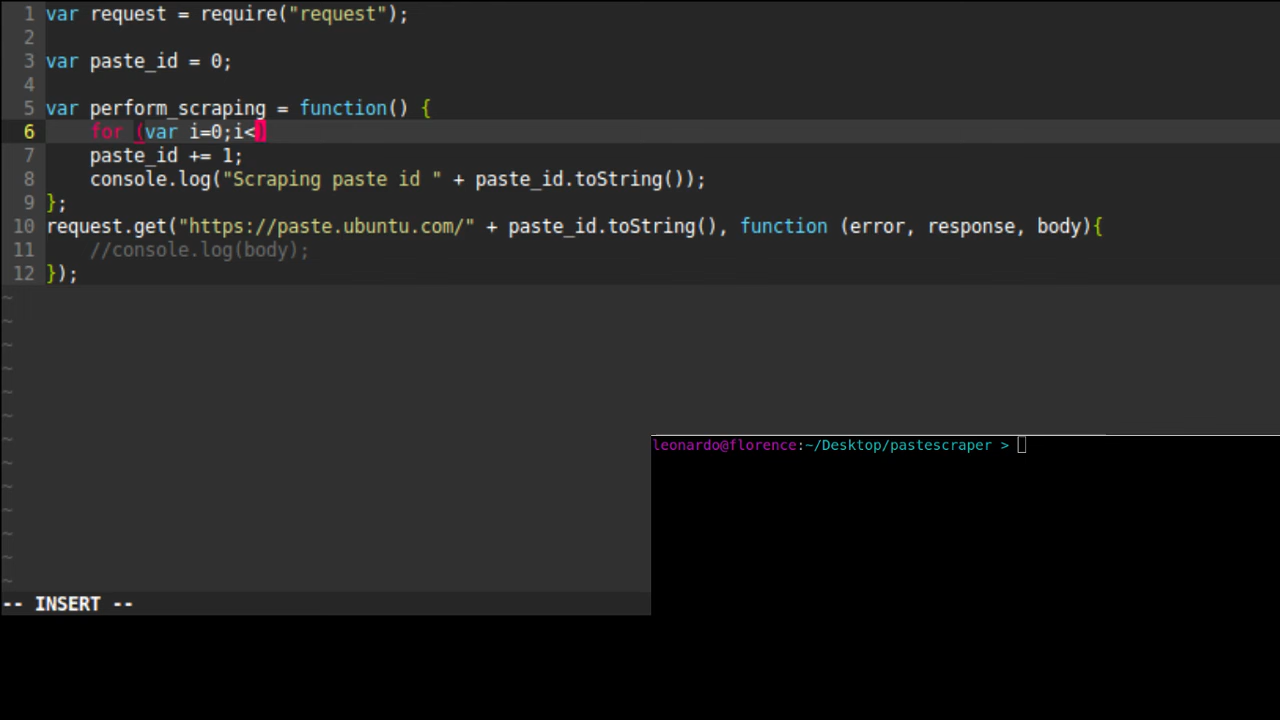 1 var request = require("request");
2
3 var paste_id = 0;
4
5 var perform_scraping = function() {
6     for (var i=0;i<)
7     paste_id += 1;
8     console.log("Scraping paste id " + paste_id.toString());
9 };
10 request.get("https://paste.ubuntu.com/" + paste_id.toString(), function (error, response, body){
11     //console.log(body);
12 });
~
~
~
~
~
~
leonardo@florence:~/Desktop/pastescraper >
~
~
~
~
~
~
~
-- INSERT --